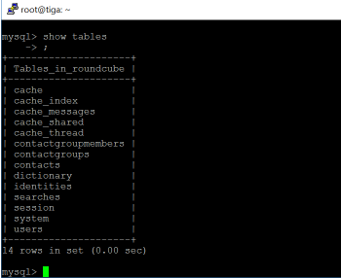 root@tiga: ~
mysql> show tables
    -> ;
+---------------------+
| Tables_in_roundcube |
+---------------------+
| cache               |
| cache_index         |
| cache_messages      |
| cache_shared        |
| cache_thread        |
| contactgroupmembers |
| contactgroups       |
| contacts            |
| dictionary          |
| identities          |
| searches            |
| session             |
| system              |
| users               |
+---------------------+
14 rows in set (0.00 sec)
mysql>